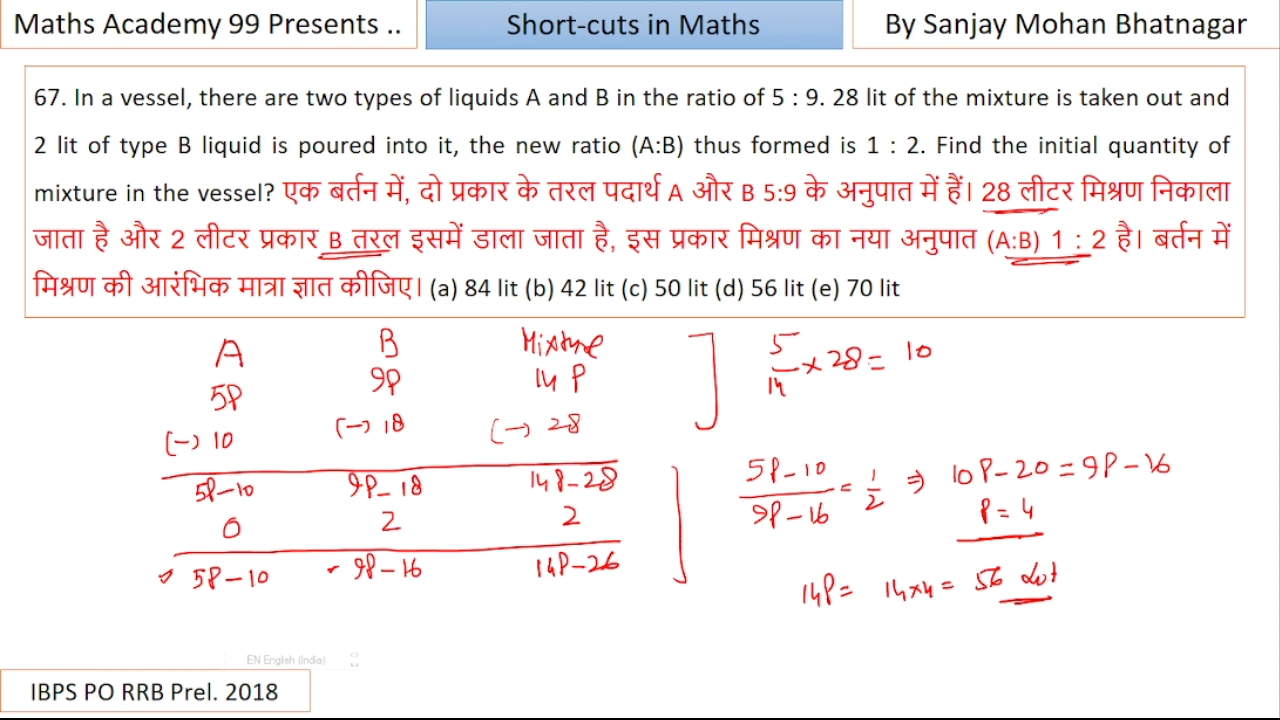 Maths Academy 99 Presents ..
Short-cuts in Maths
By Sanjay Mohan Bhatnagar
67. In a vessel, there are two types of liquids A and B in the ratio of 5 : 9. 28 lit of the mixture is taken out and
2 lit of type B liquid is poured into it, the new ratio (A:B) thus formed is 1 : 2. Find the initial quantity of
mixture in the vessel? एक बर्तन में, दो प्रकार के तरल पदार्थ A और B 5:9 के अनुपात में हैं। 28 लीटर मिश्रण निकाला
जाता है और 2 लीटर प्रकार B तरल इसमें डाला जाता है, इस प्रकार मिश्रण का नया अनुपात (A:B) 1 : 2 है। बर्तन में
मिश्रण की आरंभिक मात्रा ज्ञात कीजिए। (a) 84 lit (b) 42 lit (c) 50 lit (d) 56 lit (e) 70 lit
A B Mixture
5P 9P 14P
(-) 10 (-) 18 (-) 28
5P-10 9P-18 14P-28
0 2 2
5P-10 9P-16 14P-26
5/14 × 28 = 10
5P-10/9P-16 = 1/2 ⇒ 10P-20 = 9P-16
P = 4
14P = 14×4 = 56 Lit
EN English (India)
IBPS PO RRB Prel. 2018